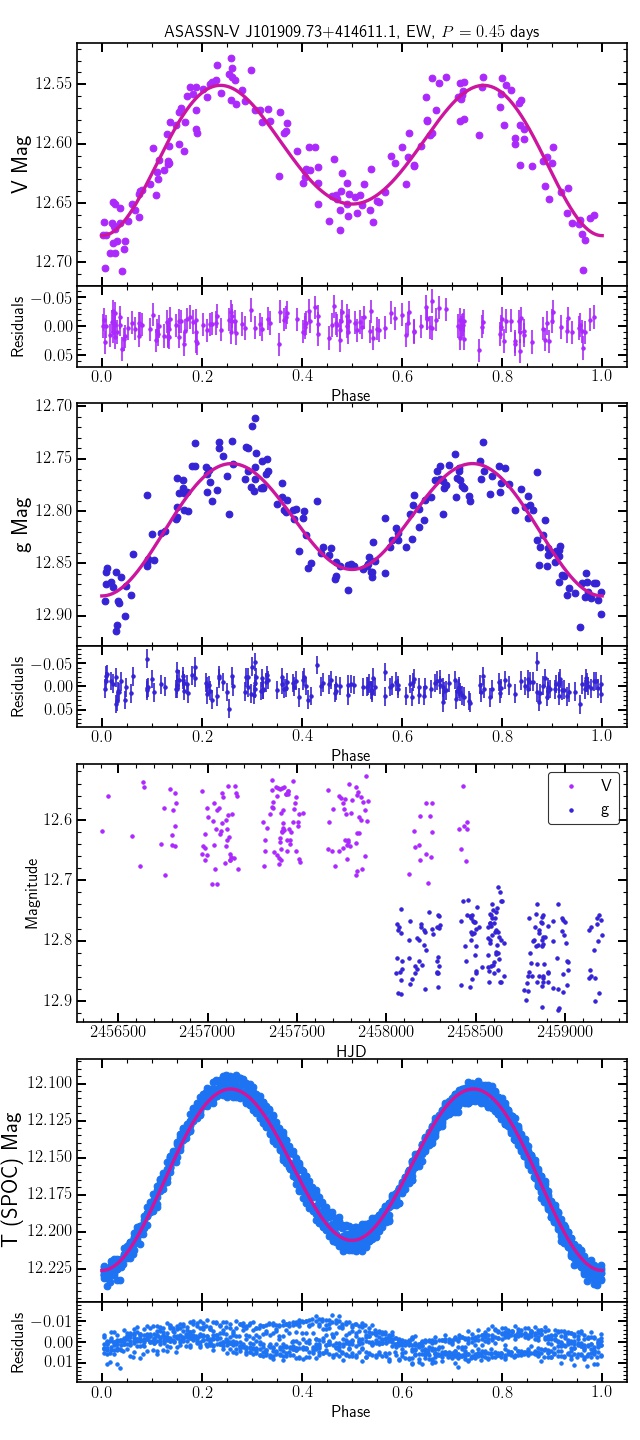 ASASSN-V J101909.73+414611.1, EW, P = 0.45 days
12.55
12.60
12.65
12.70
V Mag
−0.05
0.00
0.05
Residuals
0.0 0.2 0.4 0.6 0.8 1.0
Phase
12.70
12.75
12.80
12.85
12.90
g Mag
−0.05
0.00
0.05
Residuals
0.0 0.2 0.4 0.6 0.8 1.0
Phase
V
g
12.6
12.7
12.8
12.9
Magnitude
2456500 2457000 2457500 2458000 2458500 2459000
HJD
12.100
12.125
12.150
12.175
12.200
12.225
T (SPOC) Mag
−0.01
0.00
0.01
Residuals
0.0 0.2 0.4 0.6 0.8 1.0
Phase